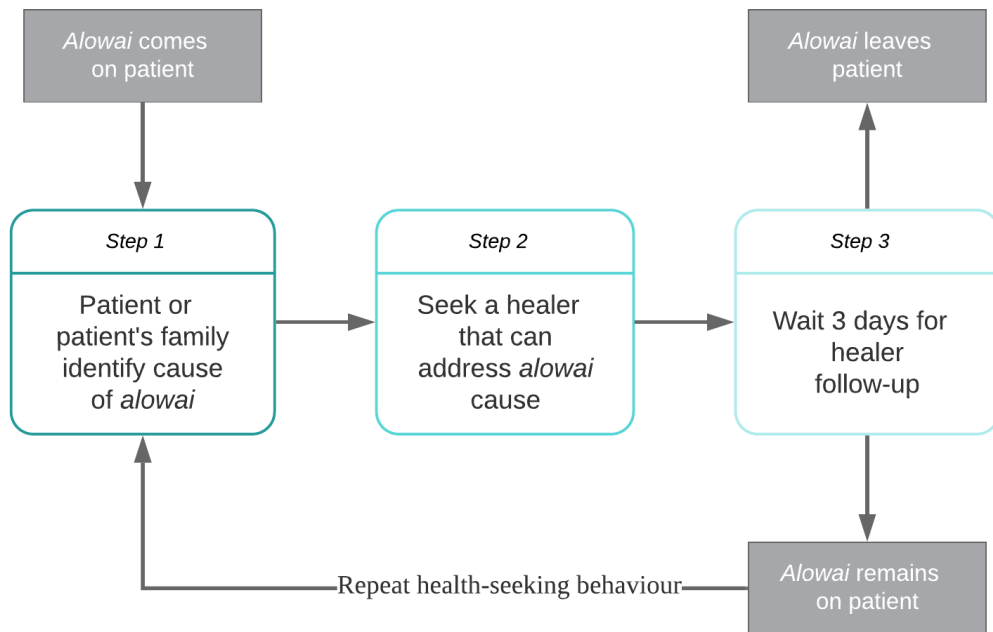 Alowai comes
on patient
Alowai leaves
patient
Step 1
Patient or
patient's family
identify cause
of alowai
Step 2
Seek a healer
that can
address alowai
cause
Step 3
Wait 3 days for
healer
follow-up
Repeat health-seeking behaviour
Alowai remains
on patient